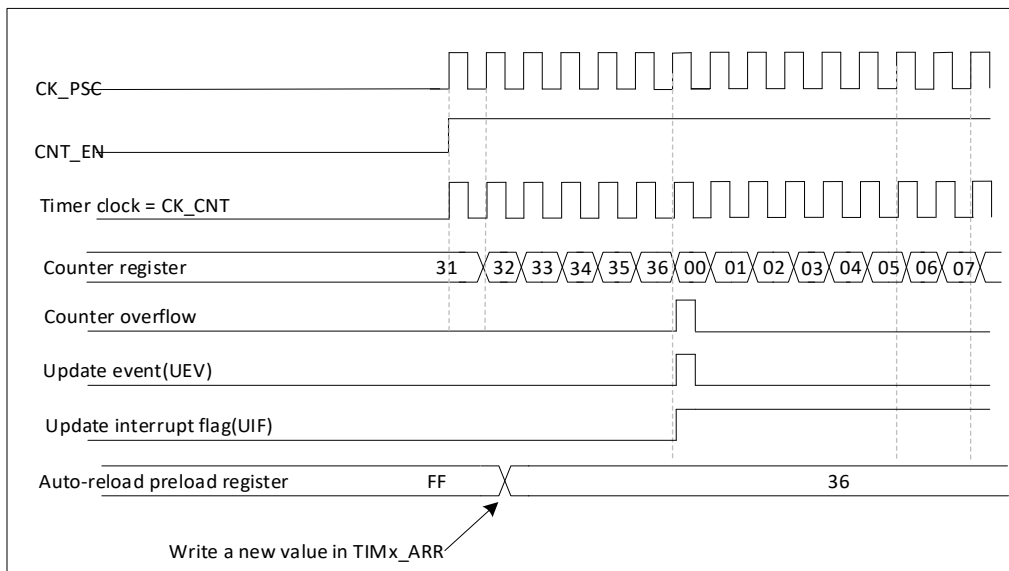 CK_PSC
CNT_EN
Timer clock = CK_CNT
Counter register 31 32 33 34 35 36 00 01 02 03 04 05 06 07
Counter overflow
Update event(UEV)
Update interrupt flag(UIF)
Auto-reload preload register FF 36
Write a new value in TIMx_ARR